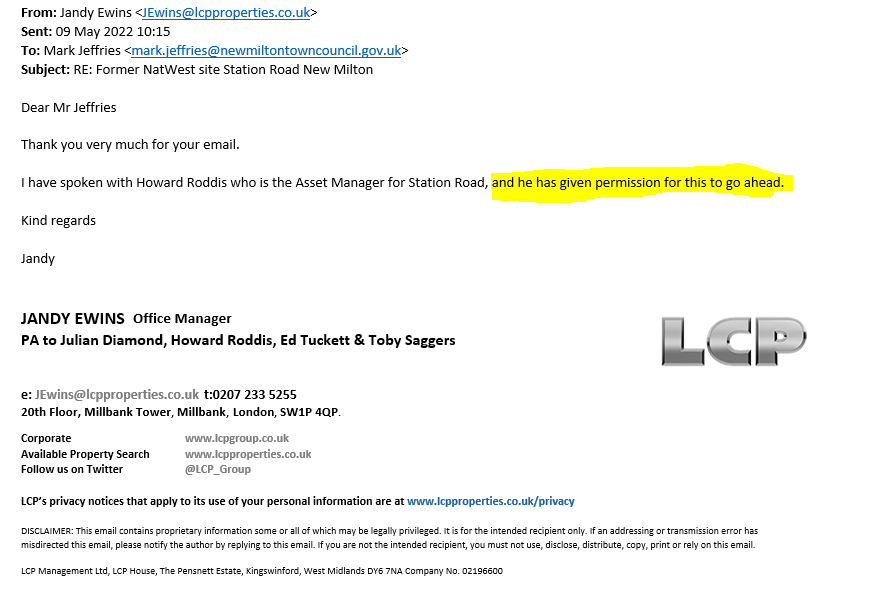 From: Jandy Ewins <JEwins@lcpproperties.co.uk>
Sent: 09 May 2022 10:15
To: Mark Jeffries <mark.jeffries@newmiltontowncouncil.gov.uk>
Subject: RE: Former NatWest site Station Road New Milton
Dear Mr Jeffries
Thank you very much for your email.
I have spoken with Howard Roddis who is the Asset Manager for Station Road, and he has given permission for this to go ahead.
Kind regards
Jandy
JANDY EWINS Office Manager
PA to Julian Diamond, Howard Roddis, Ed Tuckett & Toby Saggers
LCP
e: JEwins@lcpproperties.co.uk t:0207 233 5255
20th Floor, Millbank Tower, Millbank, London, SW1P 4QP.
Corporate www.lcpgroup.co.uk
Available Property Search www.lcpproperties.co.uk
Follow us on Twitter @LCP_Group
LCP's privacy notices that apply to its use of your personal information are at www.lcpproperties.co.uk/privacy
DISCLAIMER: This email contains proprietary information some or all of which may be legally privileged. It is for the intended recipient only. If an addressing or transmission error has
misdirected this email, please notify the author by replying to this email. If you are not the intended recipient, you must not use, disclose, distribute, copy, print or rely on this email.
LCP Management Ltd, LCP House, The Pensnett Estate, Kingswinford, West Midlands DY6 7NA Company No. 02196600